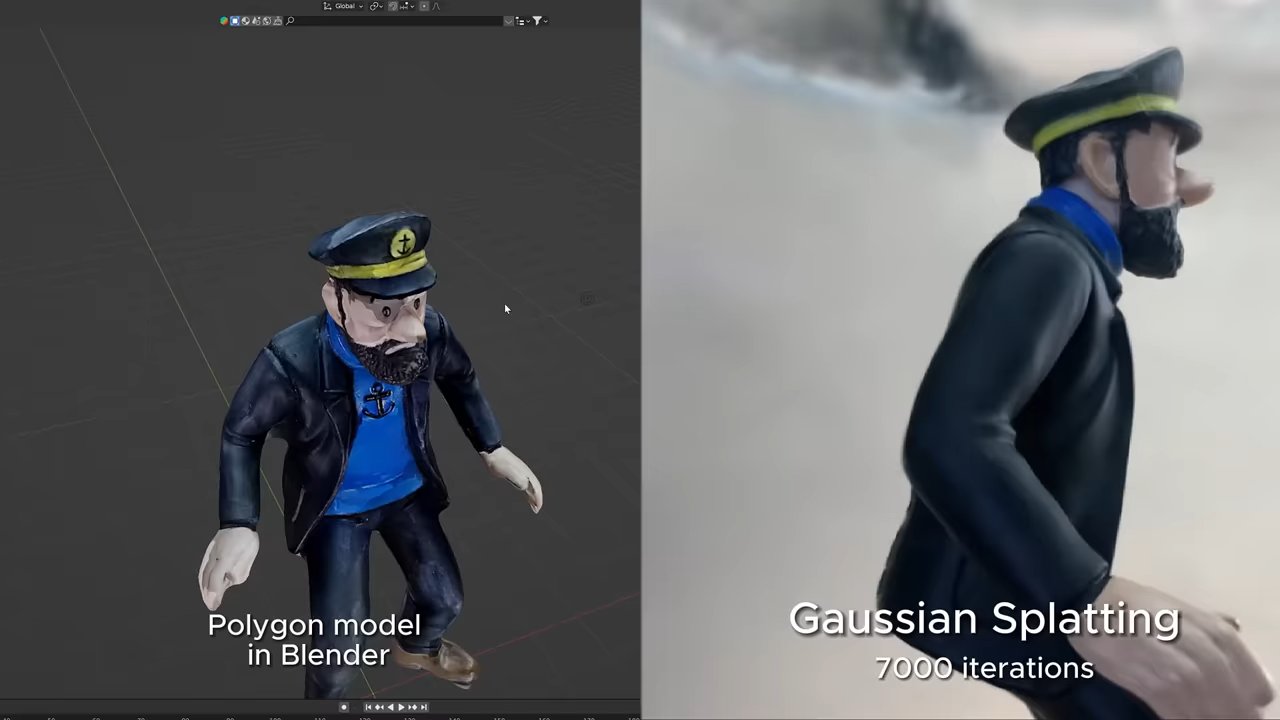 Global
Polygon model
in Blender
Gaussian Splatting
7000 iterations